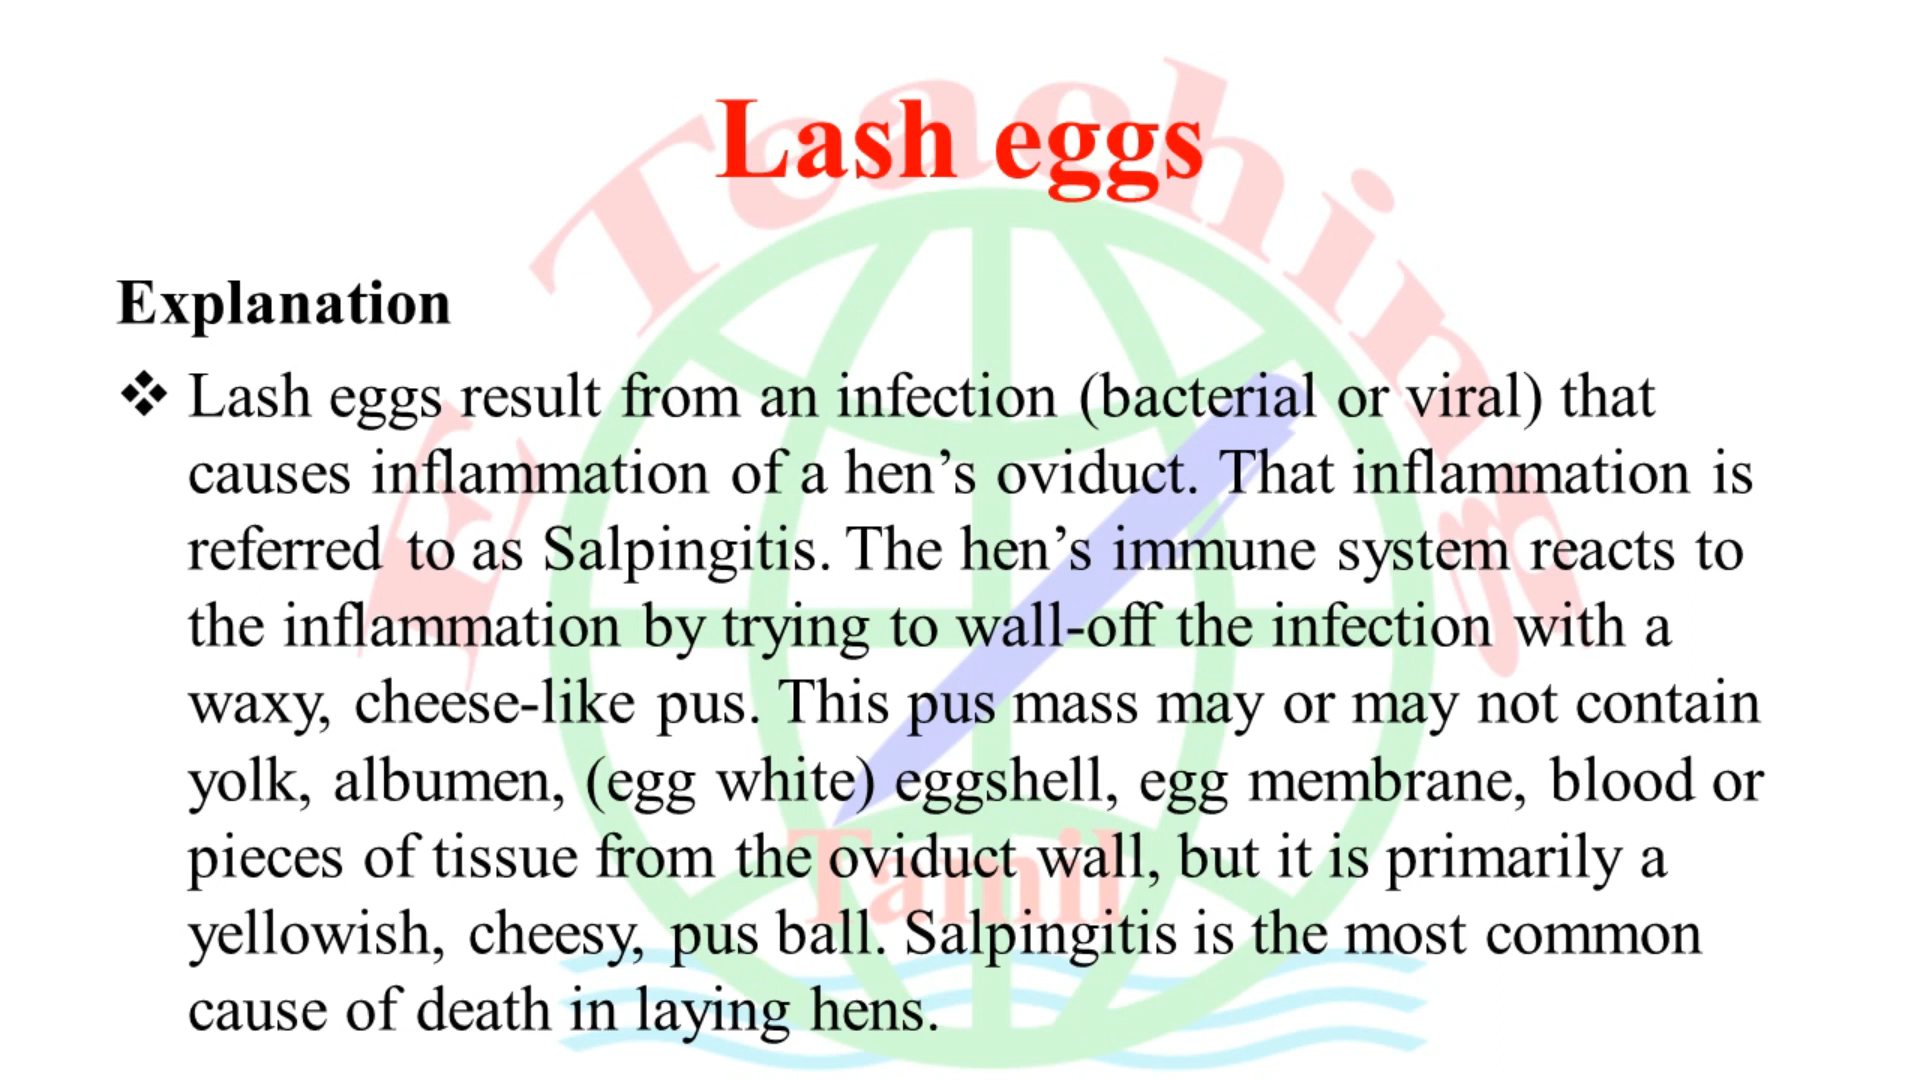 Lash eggs
E Teaching
Explanation
❖ Lash eggs result from an infection (bacterial or viral) that
causes inflammation of a hen’s oviduct. That inflammation is
referred to as Salpingitis. The hen’s immune system reacts to
the inflammation by trying to wall-off the infection with a
waxy, cheese-like pus. This pus mass may or may not contain
yolk, albumen, (egg white) eggshell, egg membrane, blood or
pieces of tissue from the oviduct wall, but it is primarily a
Tamil
yellowish, cheesy, pus ball. Salpingitis is the most common
cause of death in laying hens.